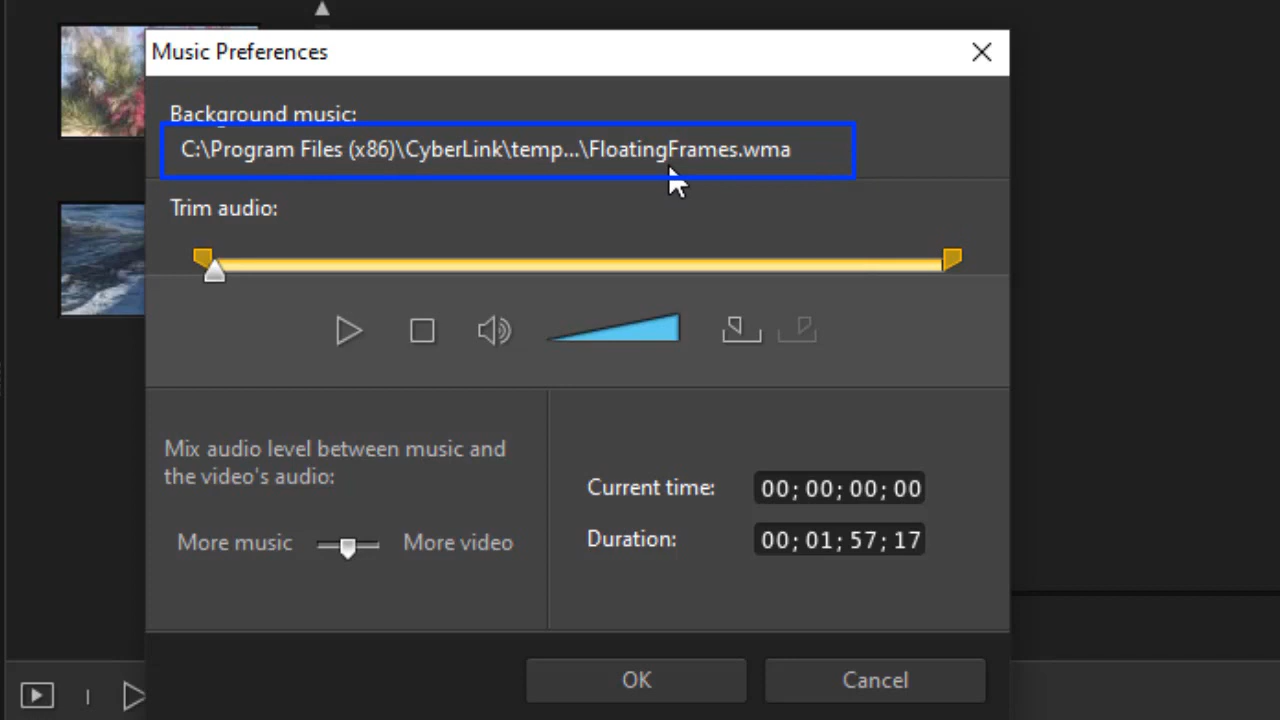 Music Preferences
Background music:
C:\Program Files (x86)\CyberLink\temp...\FloatingFrames.wma
Trim audio:
Mix audio level between music and
the video's audio:
More music More video
Current time: 00; 00; 00; 00
Duration: 00; 01; 57; 17
OK Cancel